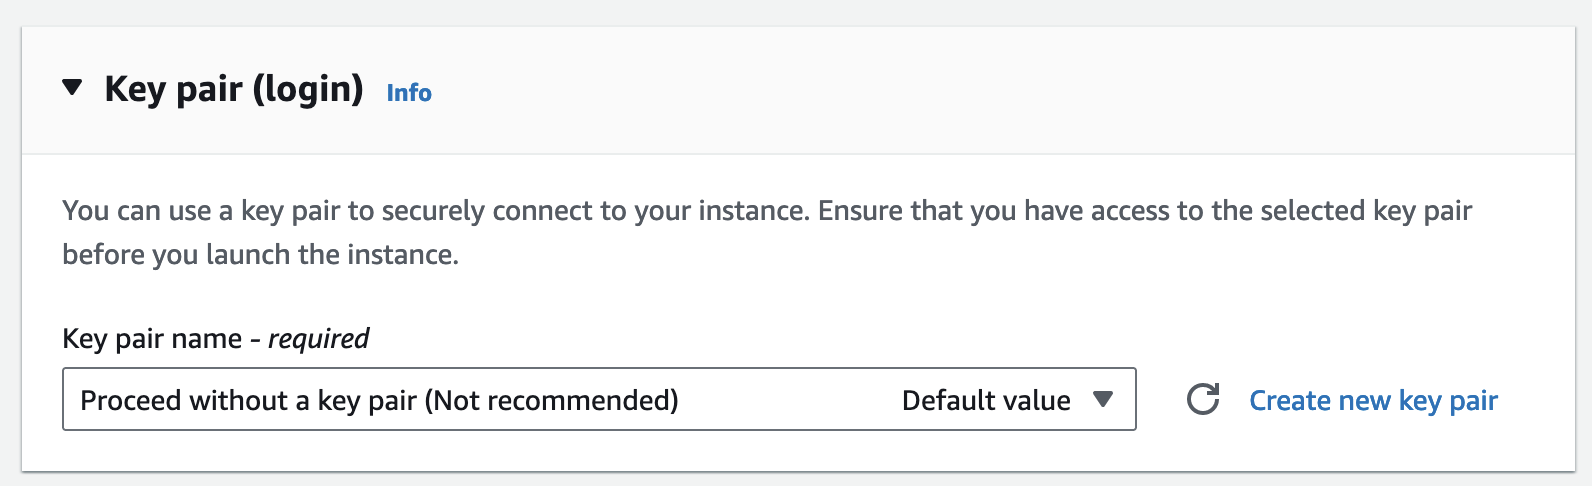 Key pair (login) Info
You can use a key pair to securely connect to your instance. Ensure that you have access to the selected key pair
before you launch the instance.
Key pair name - required
Proceed without a key pair (Not recommended) Default value Create new key pair